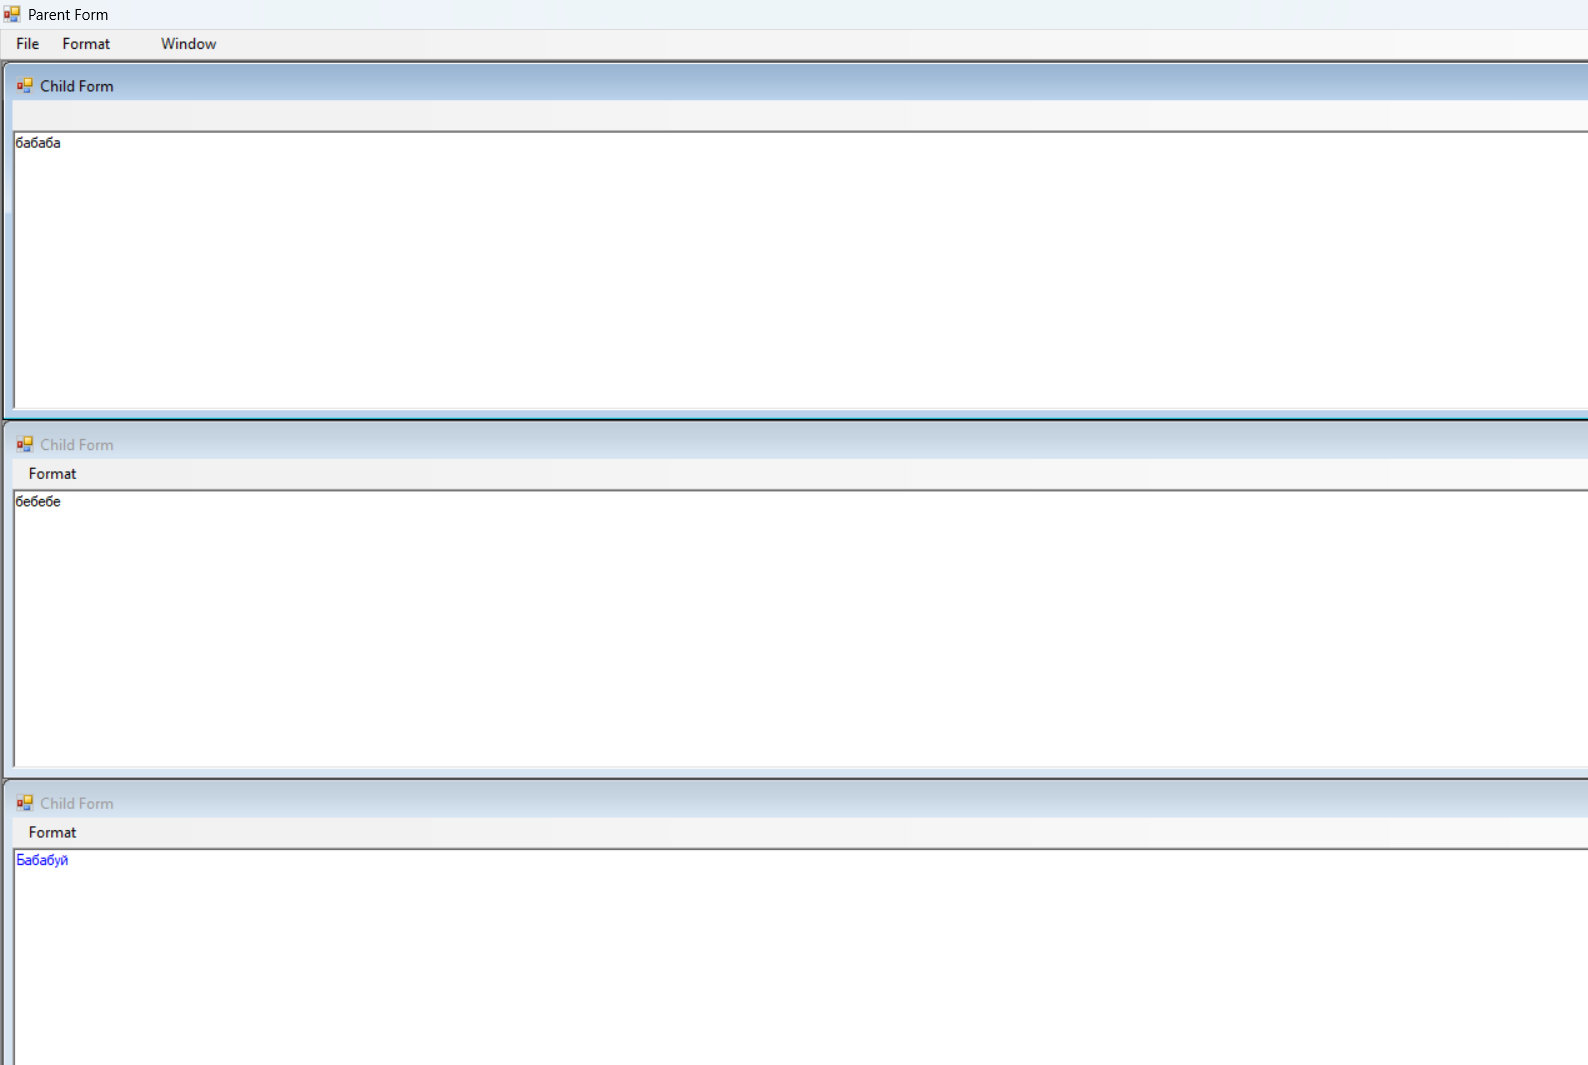 Parent Form
File Format Window
Child Form
бабаба
Child Form
Format
бебебе
Child Form
Format
Бабабуй